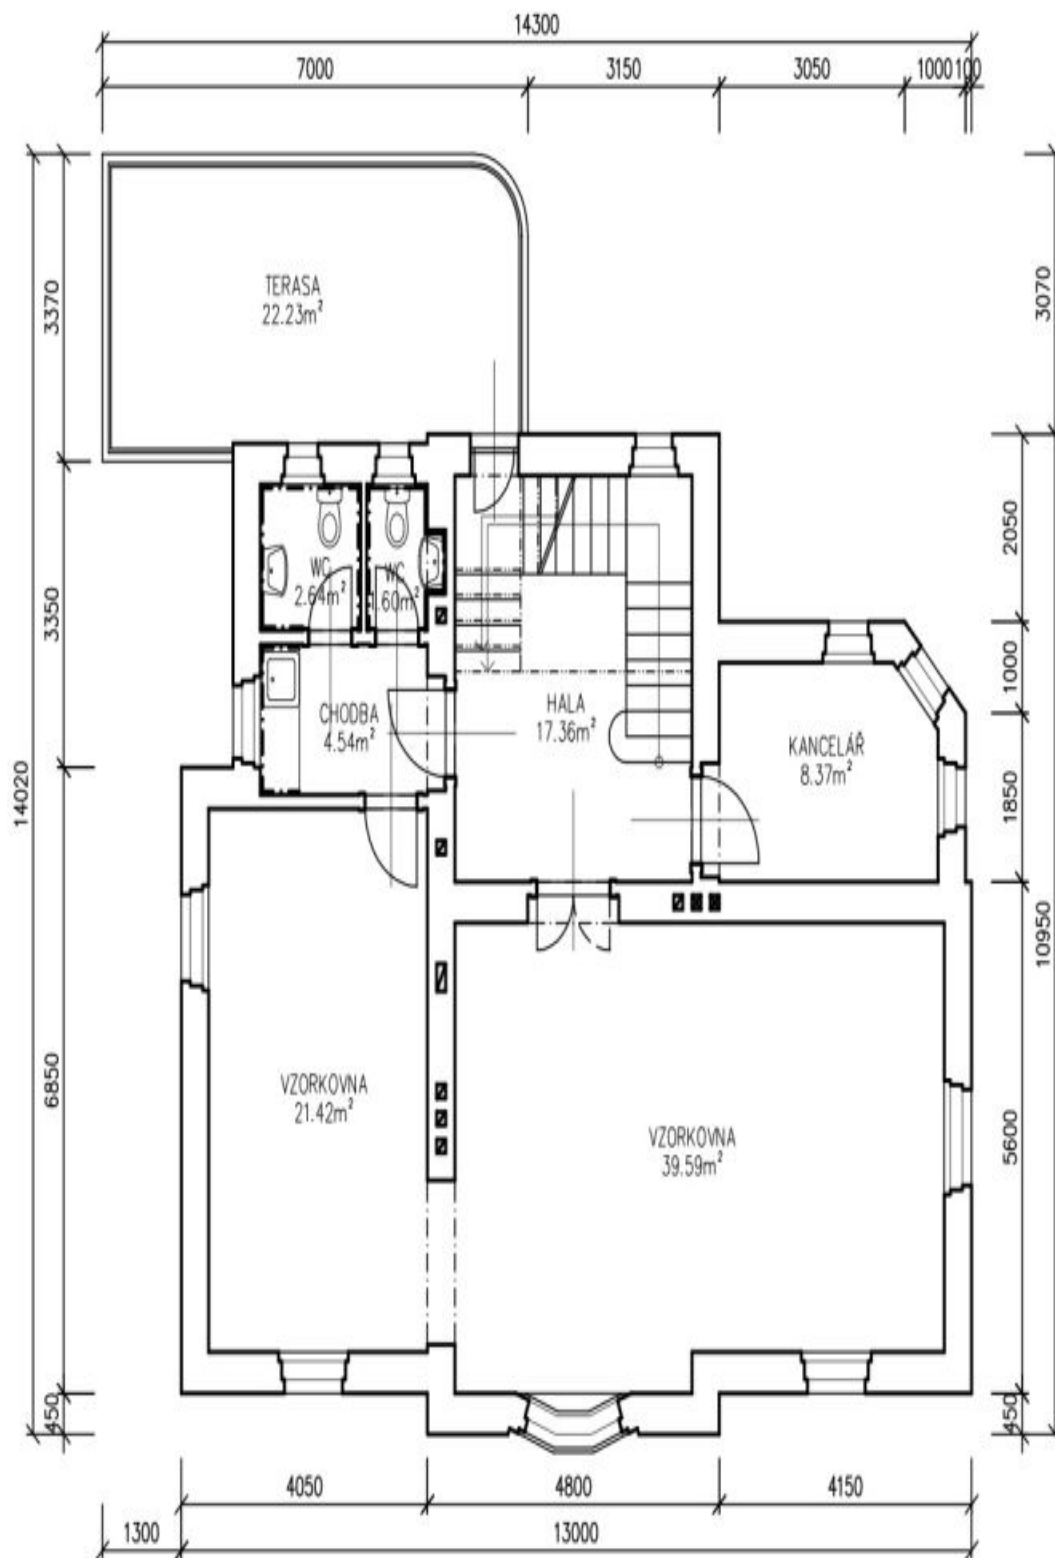 14300
7000 3150 3050 1000 100
TERASA
22.23m²
3370
3070
WC
2.64m²
WC
1.60m²
2050
3350
1000
CHODBA
4.54m²
HALA
17.36m²
KANCELÁŘ
8.37m²
14020
1850
10950
VZORKOVNA
21.42m²
6850
VZORKOVNA
39.59m²
5600
450
450
4050 4800 4150
1300 13000